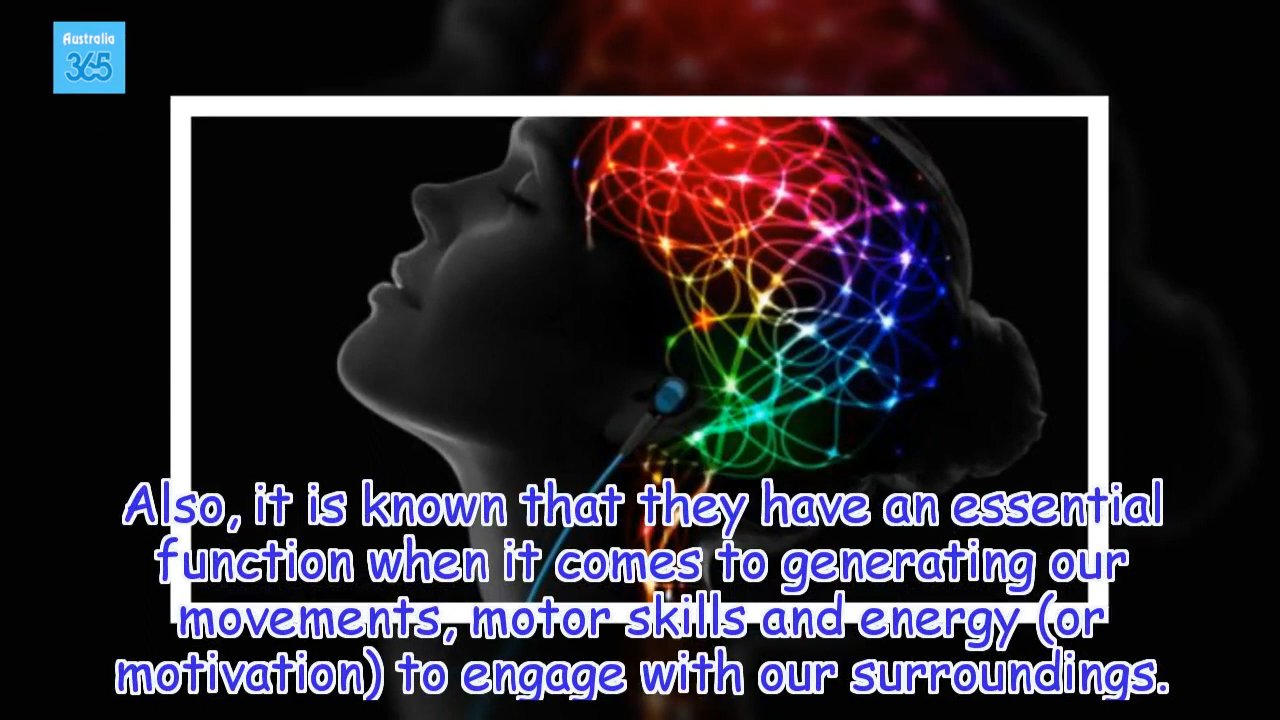 Australia
365
Also, it is known that they have an essential
function when it comes to generating our
movements, motor skills and energy (or
motivation) to engage with our surroundings.